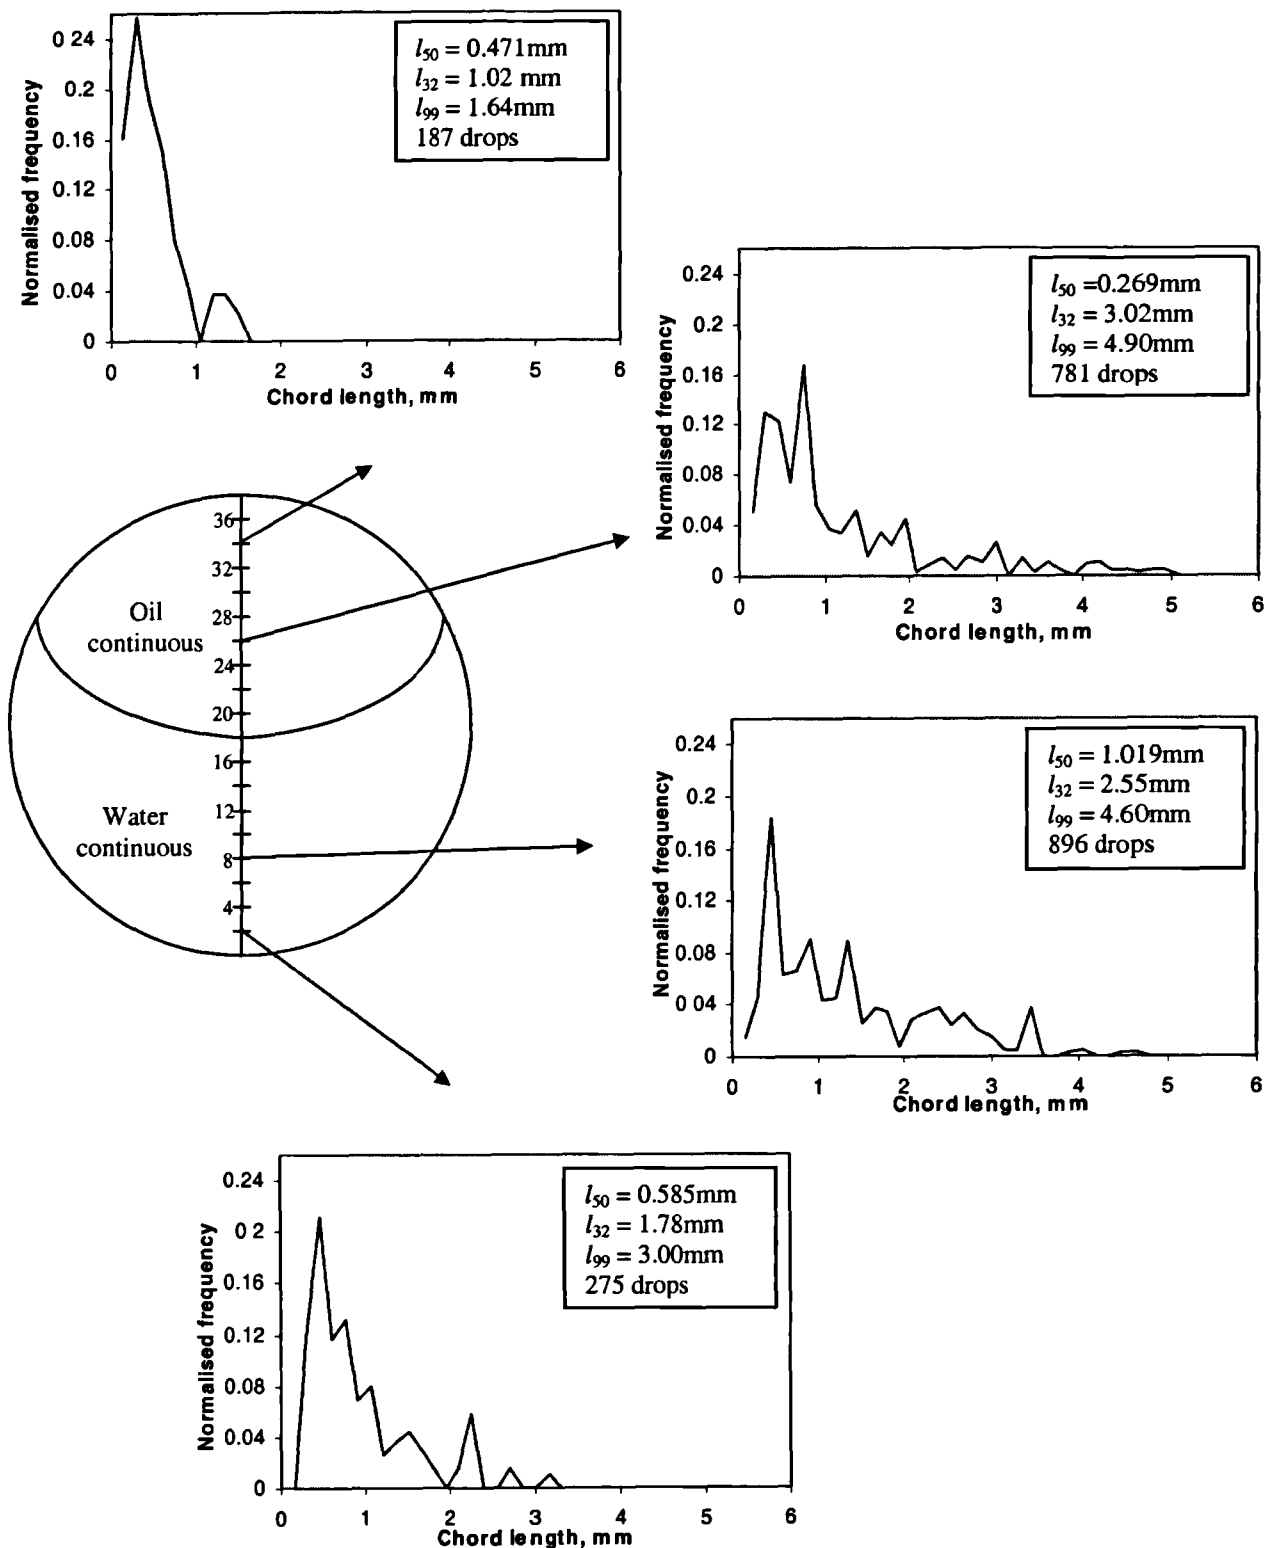 0 24
0.2
0.16
0.12
0.08
0.04
0
Normalised frequency
l50 = 0.471mm
l32 = 1.02 mm
l99 = 1.64mm
187 drops
0 1 2 3 4 5 6
Chord length, mm
0.24
0.2
0.16
0.12
0.08
0.04
0
Normalised frequency
l50 =0.269mm
l32 = 3.02mm
l99 = 4.90mm
781 drops
0 1 2 3 4 5 6
Chord length, mm
36
32
28
24
20
16
12
8
4
Oil
continuous
Water
continuous
0.24
0.2
0.16
0.12
0.08
0 04
0
Normalised frequency
l50 = 1.019mm
l32 = 2.55mm
l99 = 4.60mm
896 drops
0 1 2 3 4 5 6
Chord length, mm
0.24
0 2
0.16
0.12
0.08
0.04
0
Normalised frequency
l50 = 0.585mm
l32 = 1.78mm
l99 = 3.00mm
275 drops
0 1 2 3 4 5 6
Chord length, mm